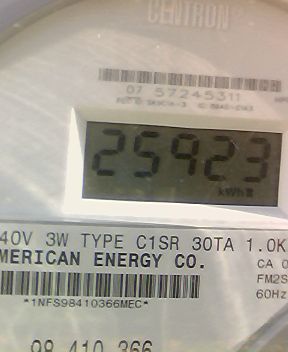 CENTRON
07 57245311
25923
kWh
40V 3W TYPE C1SR 30TA 1.0K
MERICAN ENERGY CO.
CA 0
FM2S
*1NFS98410366MEC*
60Hz
98 410 366